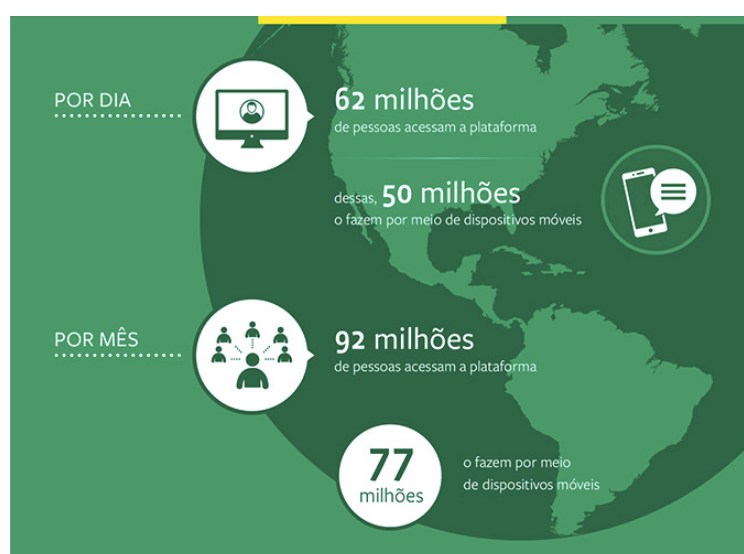 POR DIA
62 milhões
de pessoas acessam a plataforma
dessas, 50 milhões
o fazem por meio de dispositivos móveis
POR MÊS
92 milhões
de pessoas acessam a plataforma
77
milhões
o fazem por meio
de dispositivos móveis